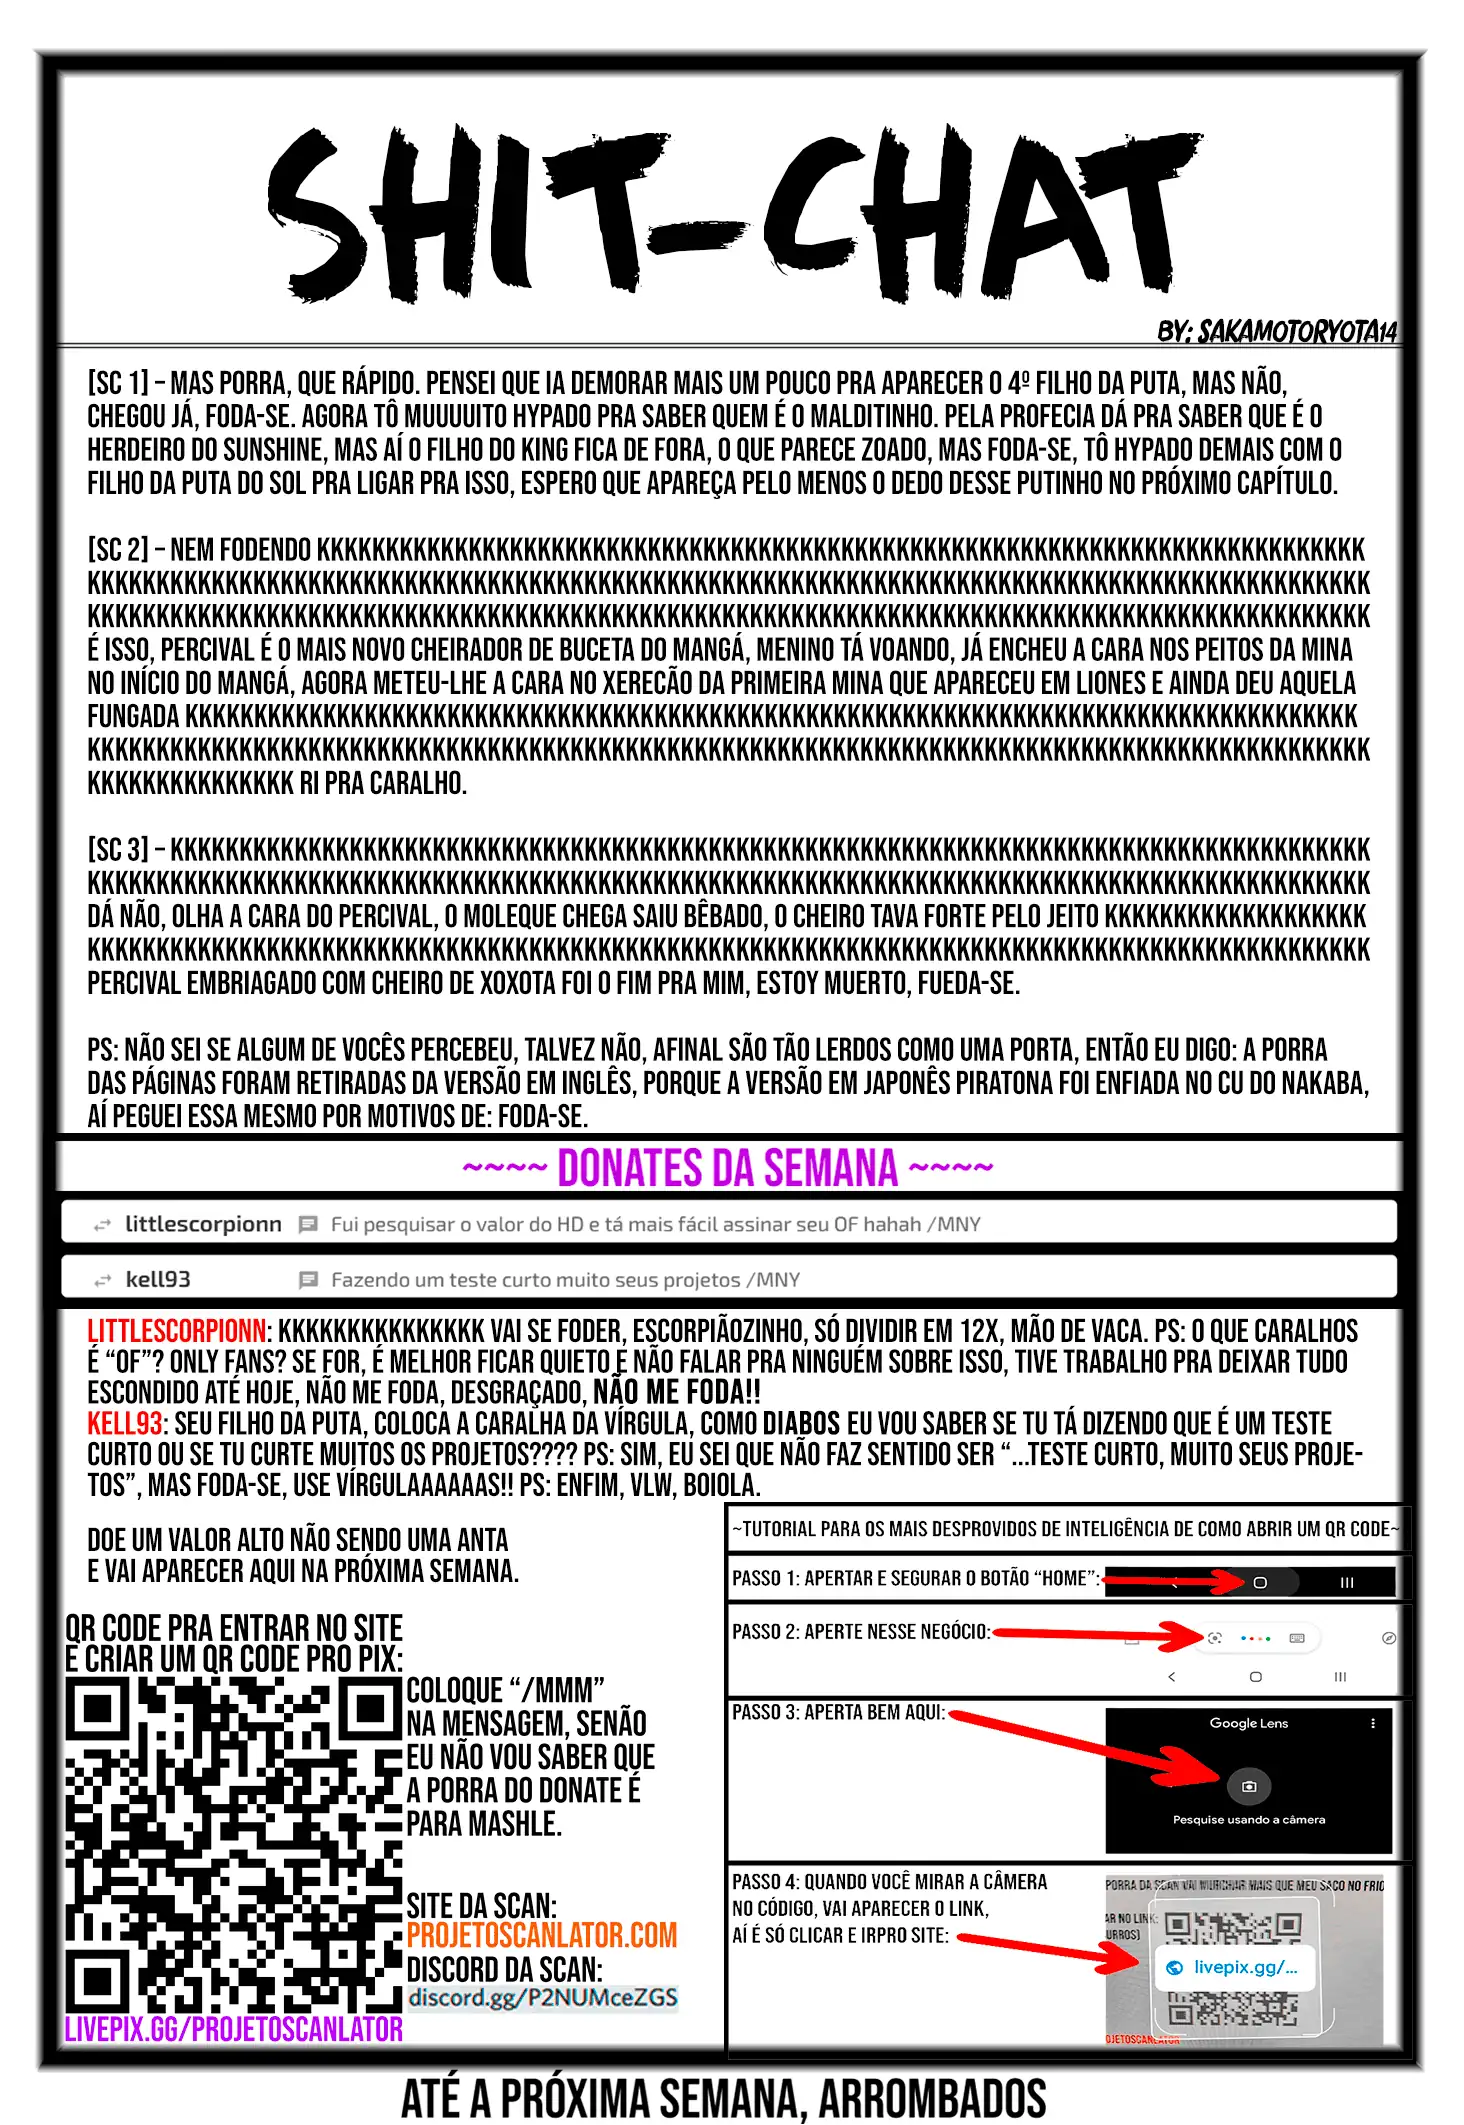 SHIT-CHAT
BY: SAKAMOTORYOTA14
[SC 1] – MAS PORRA, QUE RÁPIDO. PENSEI QUE IA DEMORAR MAIS UM POUCO PRA APARECER O 4º FILHO DA PUTA, MAS NÃO,
CHEGOU JÁ, FODA-SE. AGORA TÔ MUUUUITO HYPADO PRA SABER QUEM É O MALDITINHO. PELA PROFECIA DÁ PRA SABER QUE É O
HERDEIRO DO SUNSHINE, MAS AÍ O FILHO DO KING FICA DE FORA, O QUE PARECE ZOADO, MAS FODA-SE, TÔ HYPADO DEMAIS COM O
FILHO DA PUTA DO SOL PRA LIGAR PRA ISSO, ESPERO QUE APAREÇA PELO MENOS O DEDO DESSE PUTINHO NO PRÓXIMO CAPÍTULO.
[SC 2] – NEM FODENDO KKKKKKKKKKKKKKKKKKKKKKKKKKKKKKKKKKKKKKKKKKKKKKKKKKKKKKKKKKKKKKKKKKKKKKKKKKKK
KKKKKKKKKKKKKKKKKKKKKKKKKKKKKKKKKKKKKKKKKKKKKKKKKKKKKKKKKKKKKKKKKKKKKKKKKKKKKKKKKKKKKKKKKKKKK
KKKKKKKKKKKKKKKKKKKKKKKKKKKKKKKKKKKKKKKKKKKKKKKKKKKKKKKKKKKKKKKKKKKKKKKKKKKKKKKKKKKKKKKKKKKKK
É ISSO, PERCIVAL É O MAIS NOVO CHEIRADOR DE BUCETA DO MANGÁ, MENINO TÁ VOANDO, JÁ ENCHEU A CARA NOS PEITOS DA MINA
NO INÍCIO DO MANGÁ, AGORA METEU-LHE A CARA NO XERECÃO DA PRIMEIRA MINA QUE APARECEU EM LIONES E AINDA DEU AQUELA
FUNGADA KKKKKKKKKKKKKKKKKKKKKKKKKKKKKKKKKKKKKKKKKKKKKKKKKKKKKKKKKKKKKKKKKKKKKKKKKKKKKKKKKKKKK
KKKKKKKKKKKKKKKKKKKKKKKKKKKKKKKKKKKKKKKKKKKKKKKKKKKKKKKKKKKKKKKKKKKKKKKKKKKKKKKKKKKKKKKKKKKKK
KKKKKKKKKKKKKKK RI PRA CARALHO.
[SC 3] – KKKKKKKKKKKKKKKKKKKKKKKKKKKKKKKKKKKKKKKKKKKKKKKKKKKKKKKKKKKKKKKKKKKKKKKKKKKKKKKKKKKKKKK
KKKKKKKKKKKKKKKKKKKKKKKKKKKKKKKKKKKKKKKKKKKKKKKKKKKKKKKKKKKKKKKKKKKKKKKKKKKKKKKKKKKKKKKKKKKKK
DÁ NÃO, OLHA A CARA DO PERCIVAL, O MOLEQUE CHEGA SAIU BÊBADO, O CHEIRO TAVA FORTE PELO JEITO KKKKKKKKKKKKKKKKKKK
KKKKKKKKKKKKKKKKKKKKKKKKKKKKKKKKKKKKKKKKKKKKKKKKKKKKKKKKKKKKKKKKKKKKKKKKKKKKKKKKKKKKKKKKKKKKK
PERCIVAL EMBRIAGADO COM CHEIRO DE XOXOTA FOI O FIM PRA MIM, ESTOY MUERTO, FUEDA-SE.
PS: NÃO SEI SE ALGUM DE VOCÊS PERCEBEU, TALVEZ NÃO, AFINAL SÃO TÃO LERDOS COMO UMA PORTA, ENTÃO EU DIGO: A PORRA
DAS PÁGINAS FORAM RETIRADAS DA VERSÃO EM INGLÊS, PORQUE A VERSÃO EM JAPONÊS PIRATONA FOI ENFIADA NO CU DO NAKABA,
AÍ PEGUEI ESSA MESMO POR MOTIVOS DE: FODA-SE.
~~~~ DONATES DA SEMANA ~~~~
littlescorpionn Fui pesquisar o valor do HD e tá mais fácil assinar seu OF hahah /MNY
kell93 Fazendo um teste curto muito seus projetos /MNY
LITTLESCORPIONN: KKKKKKKKKKKKKKK VAI SE FODER, ESCORPIÃOZINHO, SÓ DIVIDIR EM 12X, MÃO DE VACA. PS: O QUE CARALHOS
É “OF”? ONLY FANS? SE FOR, É MELHOR FICAR QUIETO E NÃO FALAR PRA NINGUÉM SOBRE ISSO, TIVE TRABALHO PRA DEIXAR TUDO
ESCONDIDO ATÉ HOJE, NÃO ME FODA, DESGRAÇADO, NÃO ME FODA!!
KELL93: SEU FILHO DA PUTA, COLOCA A CARALHA DA VÍRGULA, COMO DIABOS EU VOU SABER SE TU TÁ DIZENDO QUE É UM TESTE
CURTO OU SE TU CURTE MUITOS OS PROJETOS???? PS: SIM, EU SEI QUE NÃO FAZ SENTIDO SER “...TESTE CURTO, MUITO SEUS PROJE-
TOS”, MAS FODA-SE, USE VÍRGULAAAAAAS!! PS: ENFIM, VLW, BOIOLA.
DOE UM VALOR ALTO NÃO SENDO UMA ANTA
E VAI APARECER AQUI NA PRÓXIMA SEMANA.
QR CODE PRA ENTRAR NO SITE
E CRIAR UM QR CODE PRO PIX:
COLOQUE “/MMM”
NA MENSAGEM, SENÃO
EU NÃO VOU SABER QUE
A PORRA DO DONATE É
PARA MASHLE.
SITE DA SCAN:
PROJETOSCANLATOR.COM
DISCORD DA SCAN:
discord.gg/P2NUMceZGS
LIVEPIX.GG/PROJETOSCANLATOR
~TUTORIAL PARA OS MAIS DESPROVIDOS DE INTELIGÊNCIA DE COMO ABRIR UM QR CODE~
PASSO 1: APERTAR E SEGURAR O BOTÃO “HOME”:
PASSO 2: APERTE NESSE NEGÓCIO:
PASSO 3: APERTA BEM AQUI:
Google Lens
Pesquise usando a câmera
PASSO 4: QUANDO VOCÊ MIRAR A CÂMERA
NO CÓDIGO, VAI APARECER O LINK,
AÍ É SÓ CLICAR E IRPRO SITE:
PORRA DA SCAN VAI MURCHAR MAIS QUE MEU SACO NO FRIO
AR NO LINK:
URROS)
livepix.gg/...
OJETOSCANLATOR
ATÉ A PRÓXIMA SEMANA, ARROMBADOS